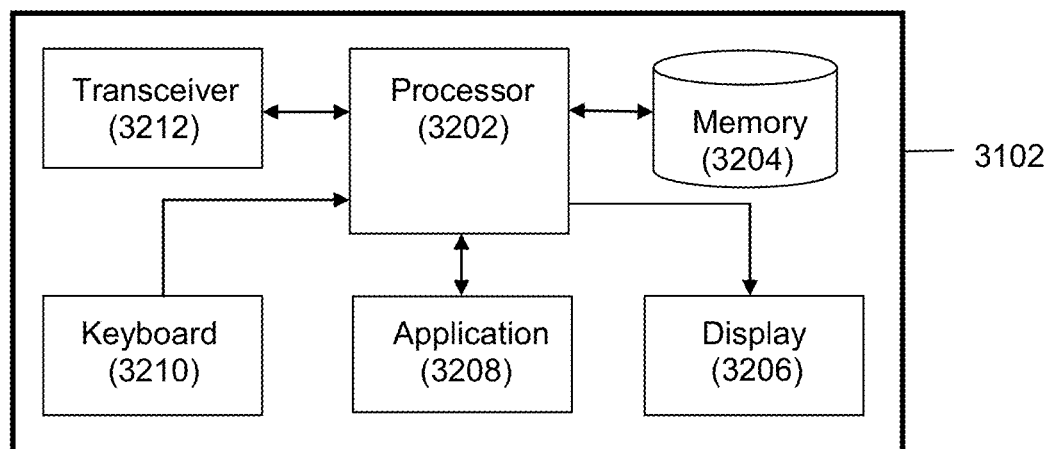 Transceiver
(3212)
Processor
(3202)
Memory
(3204)
3102
Keyboard
(3210)
Application
(3208)
Display
(3206)